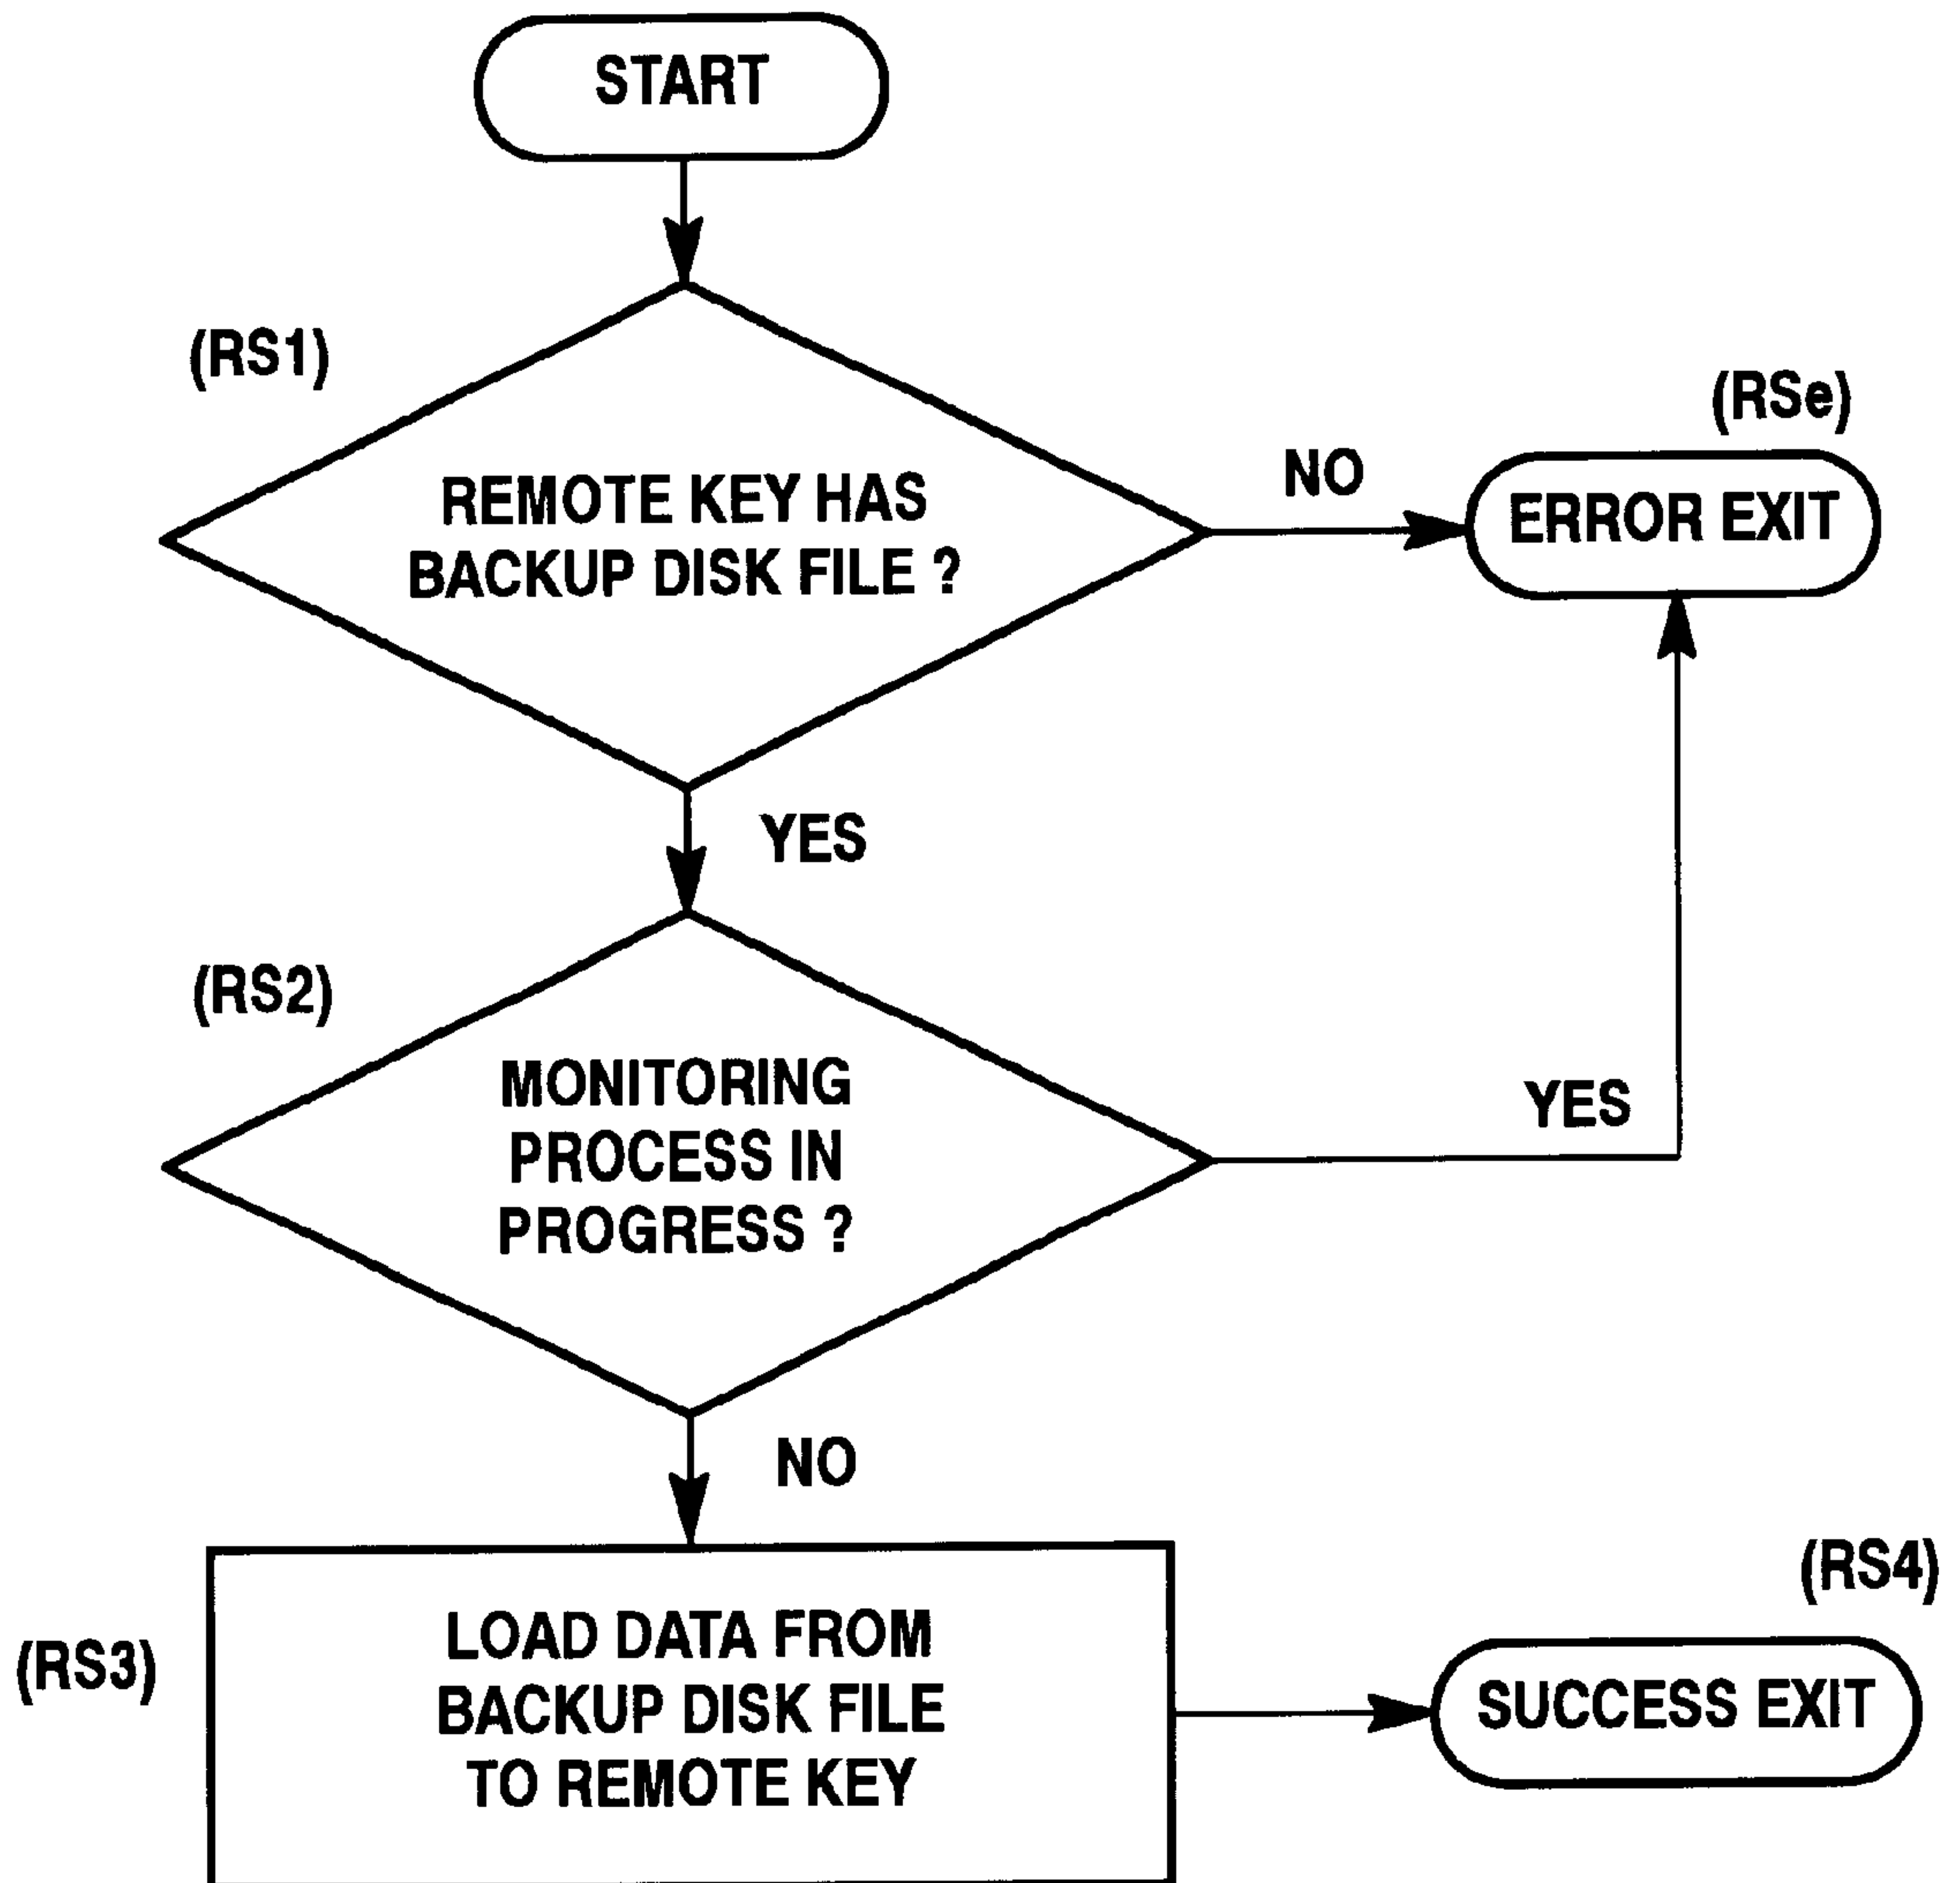 START
(RS1)
REMOTE KEY HAS
BACKUP DISK FILE ?
NO
(RSe)
ERROR EXIT
YES
(RS2)
MONITORING
PROCESS IN
PROGRESS ?
YES
NO
(RS3)
LOAD DATA FROM
BACKUP DISK FILE
TO REMOTE KEY
(RS4)
SUCCESS EXIT